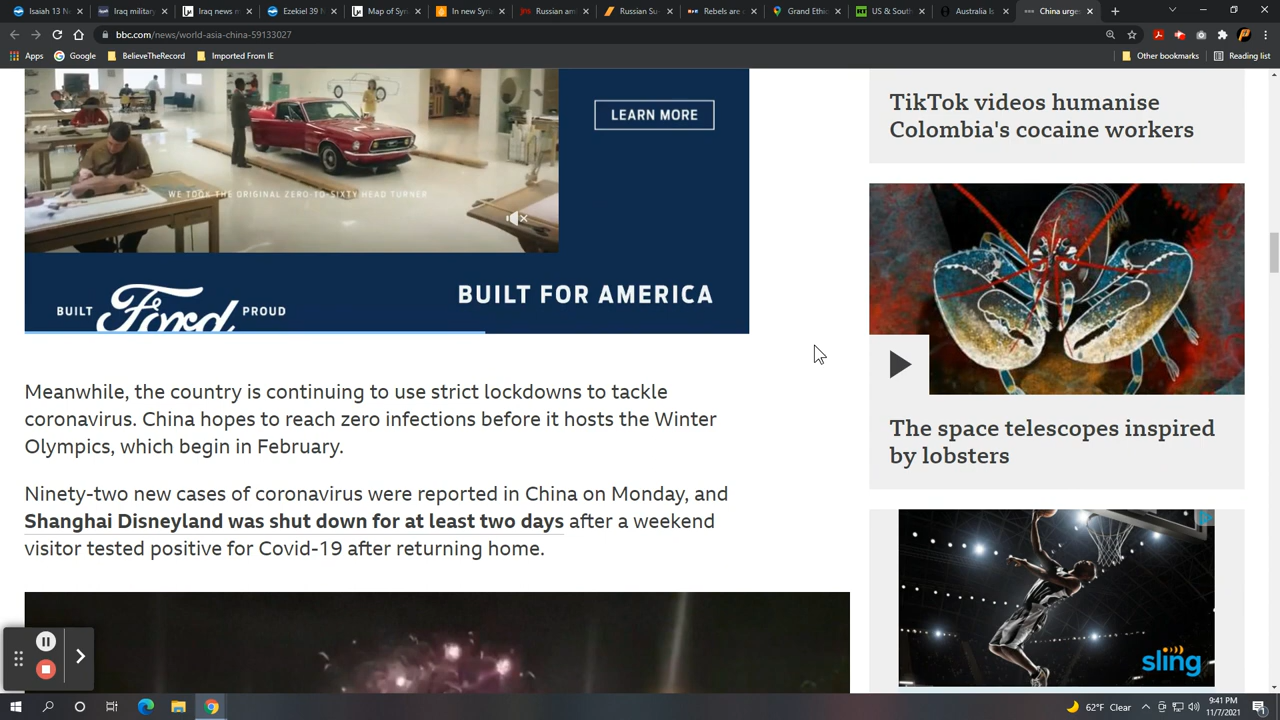 Isaiah 13 N
Iraq military
Iraq news m
Ezekiel 39 N
Map of Syr
In new Syri
jns
Russian am
Russian Su
Rebels are
Grand Ethi
RT
US & South
Australia Is
China urge
bbc.com/news/world-asia-china-59133027
Apps
Google
BelieveTheRecord
Imported From IE
Other bookmarks
Reading list
WE TOOK THE ORIGINAL ZERO-TO-SIXTY HEAD TURNER
LEARN MORE
BUILT Ford PROUD
BUILT FOR AMERICA
Meanwhile, the country is continuing to use strict lockdowns to tackle
coronavirus. China hopes to reach zero infections before it hosts the Winter
Olympics, which begin in February.
Ninety-two new cases of coronavirus were reported in China on Monday, and
Shanghai Disneyland was shut down for at least two days after a weekend
visitor tested positive for Covid-19 after returning home.
TikTok videos humanise
Colombia's cocaine workers
The space telescopes inspired
by lobsters
sling
62°F Clear
9:41 PM
11/7/2021